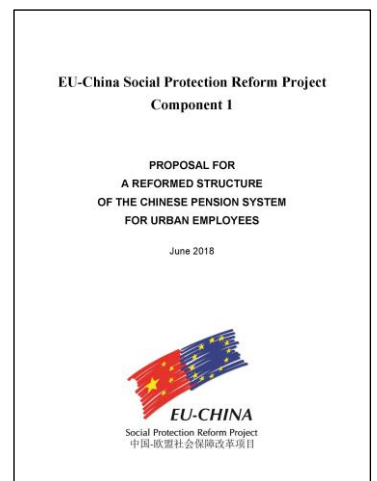 EU-China Social Protection Reform Project
Component 1
PROPOSAL FOR
A REFORMED STRUCTURE
OF THE CHINESE PENSION SYSTEM
FOR URBAN EMPLOYEES
June 2018
EU-CHINA
Social Protection Reform Project
中国-欧盟社会保障改革项目